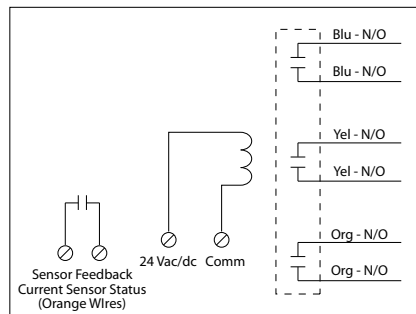 Blu - N/O
Blu - N/O
Yel - N/O
Yel - N/O
Org - N/O
Org - N/O
24 Vac/dc Comm
Sensor Feedback
Current Sensor Status
(Orange WIres)